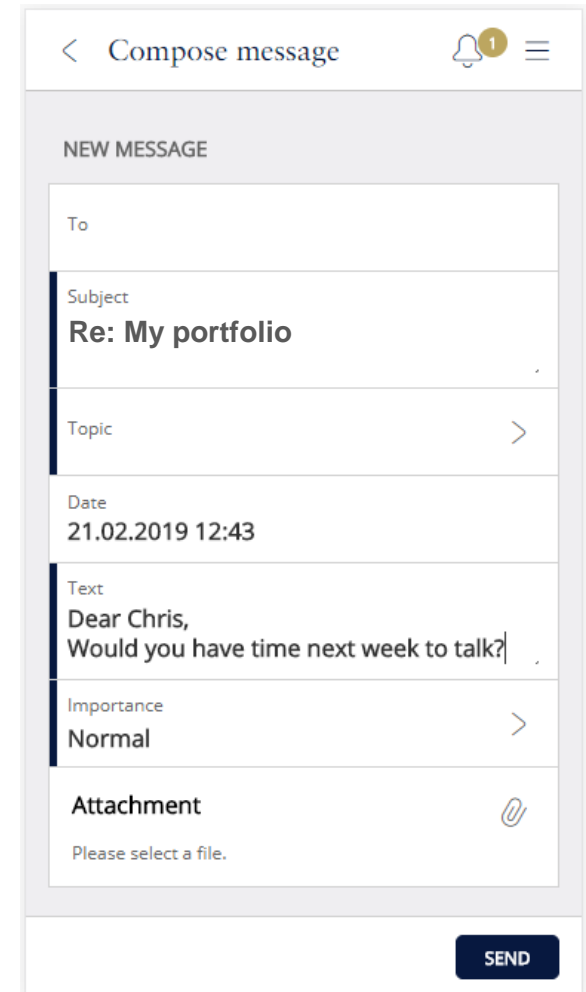 Compose message
1
NEW MESSAGE
To
Subject
Re: My portfolio
Topic
Date
21.02.2019 12:43
Text
Dear Chris,
Would you have time next week to talk?
Importance
Normal
Attachment
Please select a file.
SEND